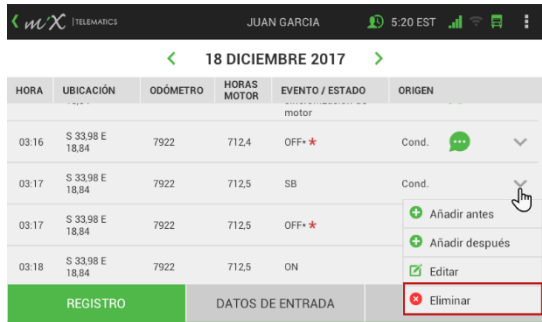 miX TELEMATICS JUAN GARCIA 5:20 EST
18 DICIEMBRE 2017
HORA UBICACIÓN ODÓMETRO HORAS MOTOR EVENTO / ESTADO ORIGEN
motor
03:16 S 33,98 E 18,84 7922 712,4 OFF* * Cond.
03:17 S 33,98 E 18,84 7922 712,5 SB Cond.
03:17 S 33,98 E 18,84 7922 712,5 OFF* *
03:18 S 33,98 E 18,84 7922 712,5 ON
Añadir antes
Añadir después
Editar
Eliminar
REGISTRO DATOS DE ENTRADA